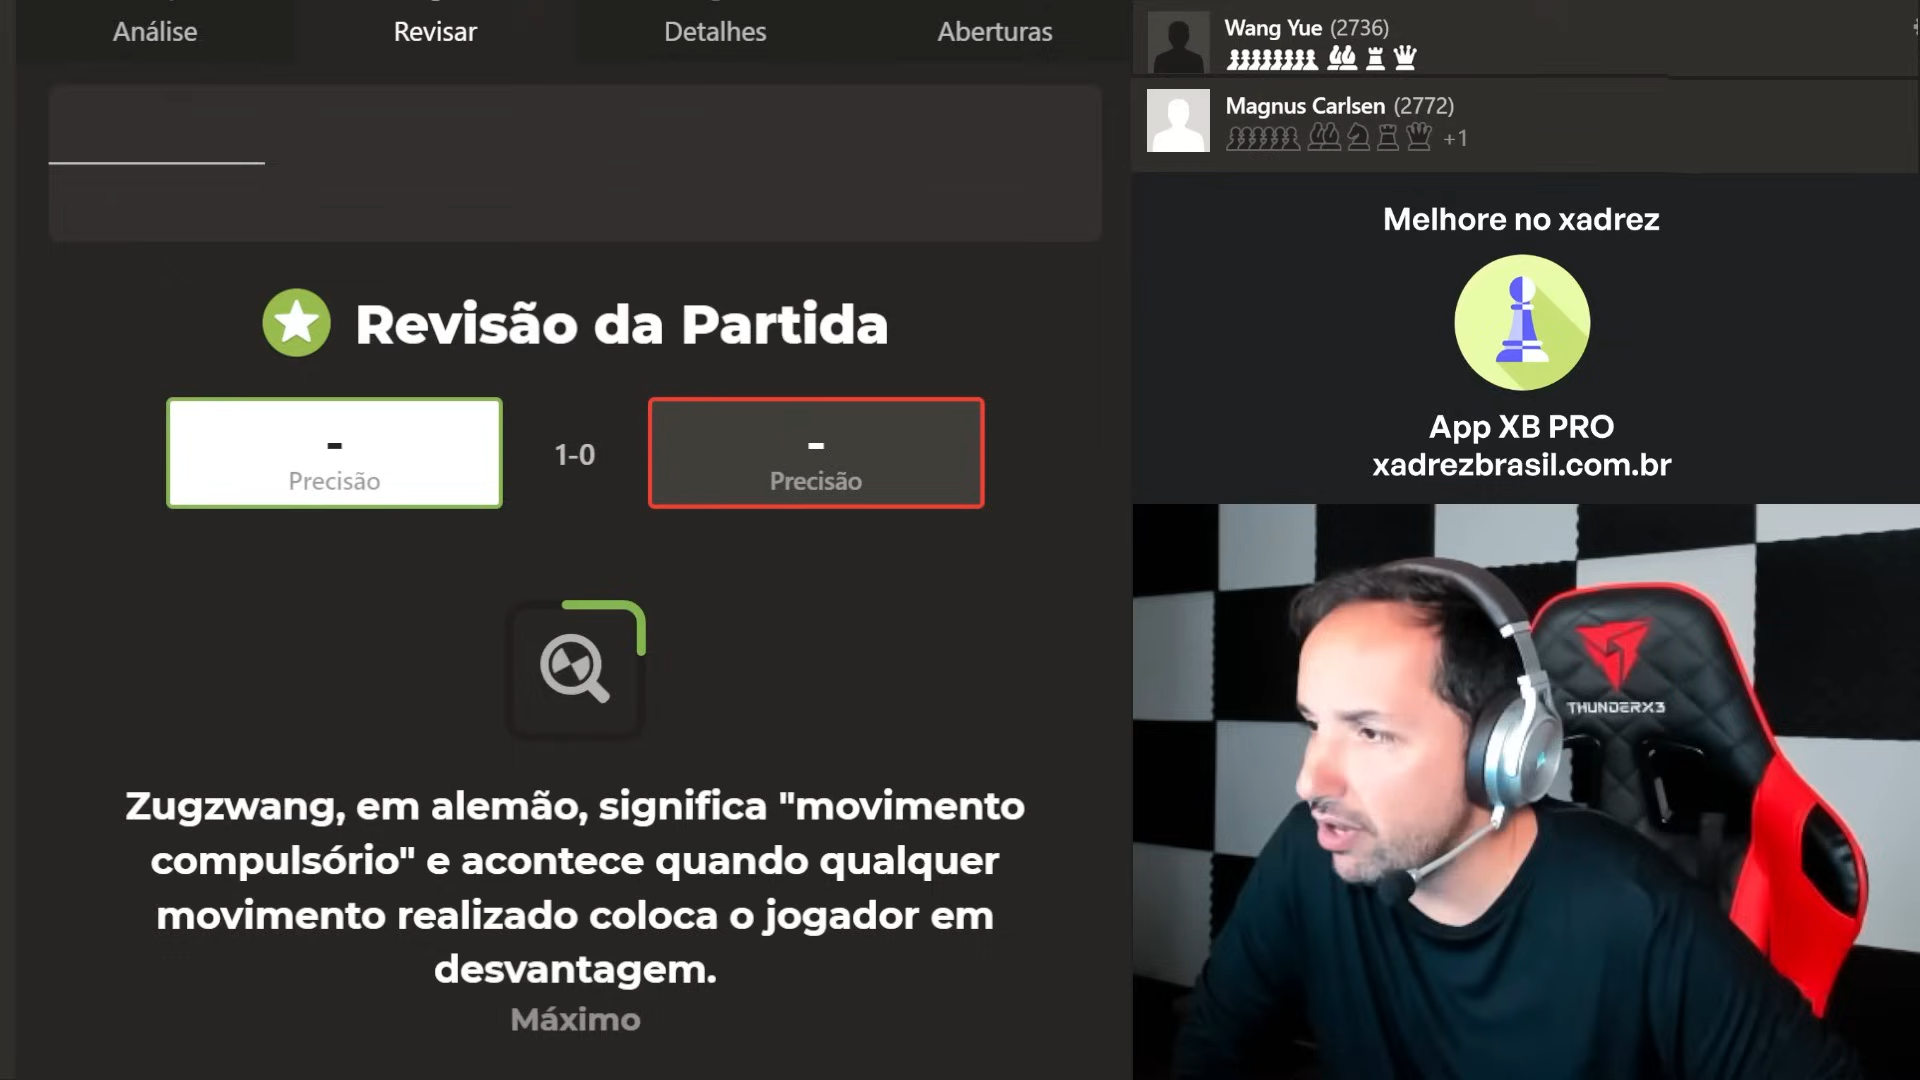 Análise
Revisar
Detalhes
Aberturas
Wang Yue (2736)
Magnus Carlsen (2772)
+1
Melhore no xadrez
App XB PRO
xadrezbrasil.com.br
Revisão da Partida
-
Precisão
1-0
-
Precisão
Zugzwang, em alemão, significa "movimento
compulsório" e acontece quando qualquer
movimento realizado coloca o jogador em
desvantagem.
Máximo
THUNDERX3